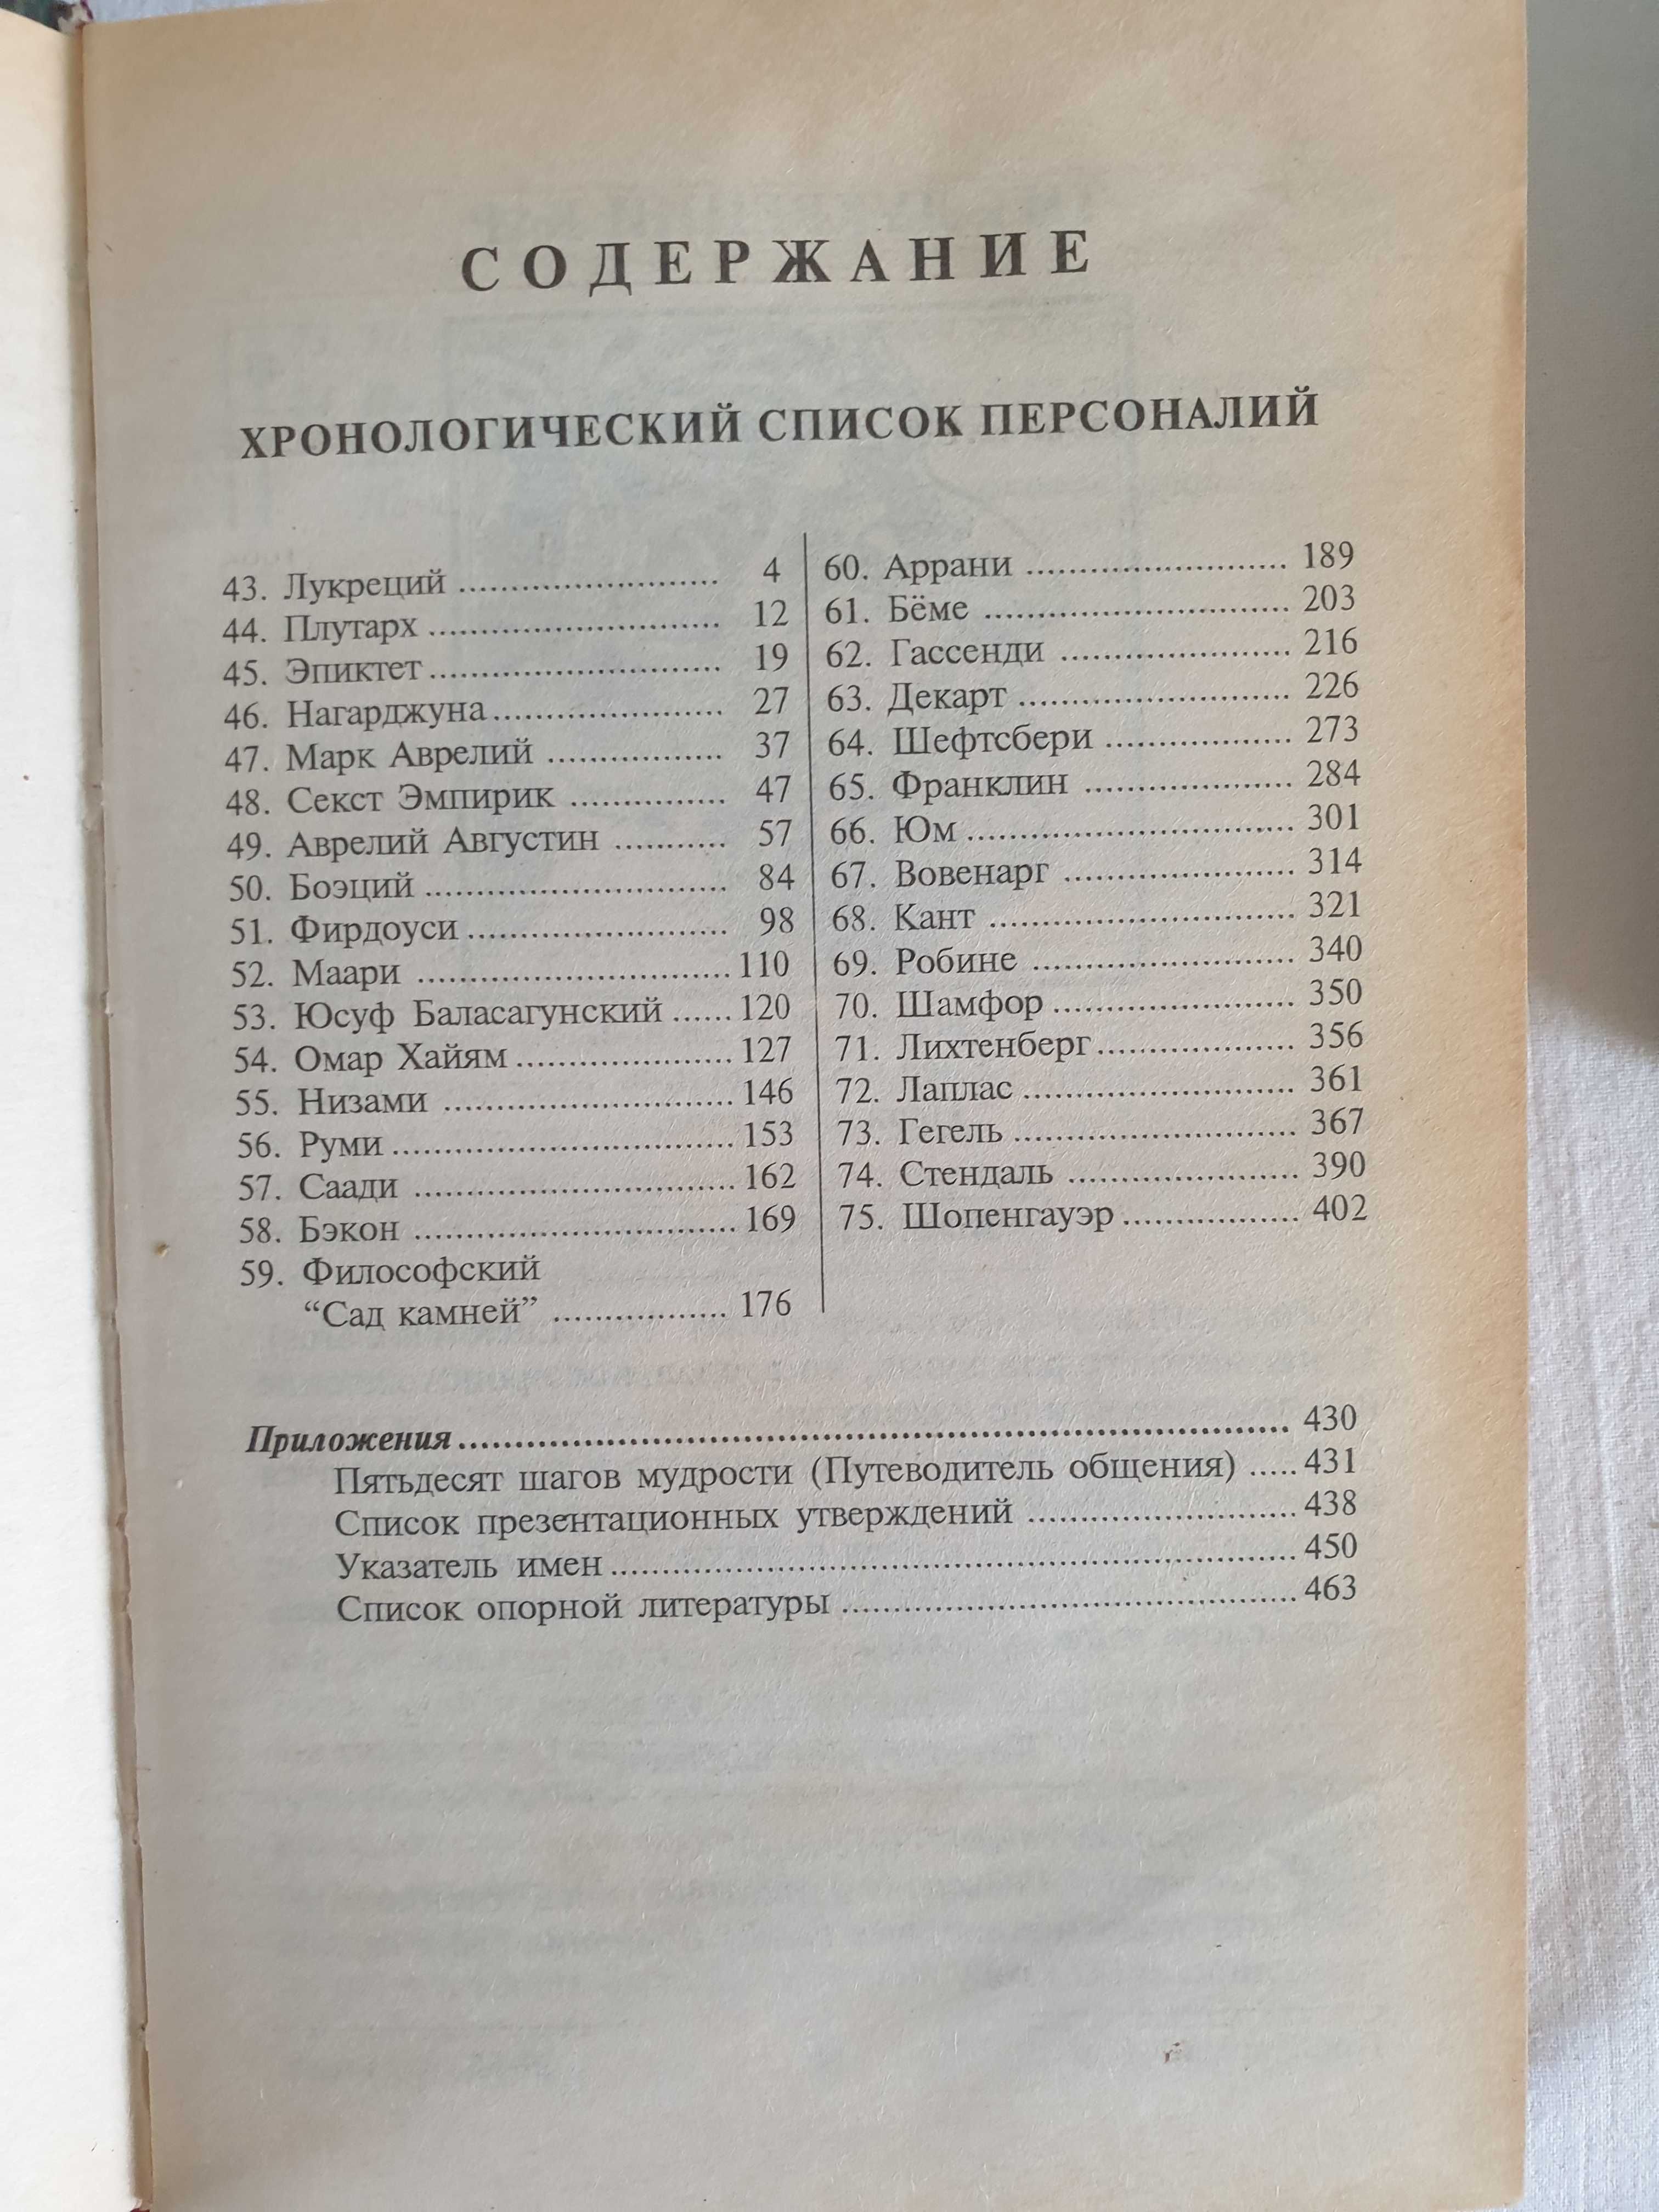 СОДЕРЖАНИЕ
ХРОНОЛОГИЧЕСКИЙ СПИСОК ПЕРСОНАЛИЙ
43. Лукреций ......................... 4
44. Плутарх ............................ 12
45. Эпиктет ............................ 19
46. Нагарджуна ...................... 27
47. Марк Аврелий ................. 37
48. Секст Эмпирик ............... 47
49. Аврелий Августин ........... 57
50. Боэций ............................. 84
51. Фирдоуси ......................... 98
52. Маари .............................. 110
53. Юсуф Баласагунский ...... 120
54. Омар Хайям ..................... 127
55. Низами ............................ 146
56. Руми ................................. 153
57. Саади ............................... 162
58. Бэкон ............................... 169
59. Философский
“Сад камней” ................. 176
60. Аррани ......................... 189
61. Бёме ............................. 203
62. Гассенди ...................... 216
63. Декарт .......................... 226
64. Шефтсбери .................. 273
65. Франклин .................... 284
66. Юм ............................... 301
67. Вовенарг ...................... 314
68. Кант ............................. 321
69. Робине ......................... 340
70. Шамфор ....................... 350
71. Лихтенберг ................... 356
72. Лаплас .......................... 361
73. Гегель ........................... 367
74. Стендаль ...................... 390
75. Шопенгауэр ................. 402
Приложения ................................................................ 430
Пятьдесят шагов мудрости (Путеводитель общения) ..... 431
Список презентационных утверждений .......................... 438
Указатель имен ................................................................ 450
Список опорной литературы ........................................... 463